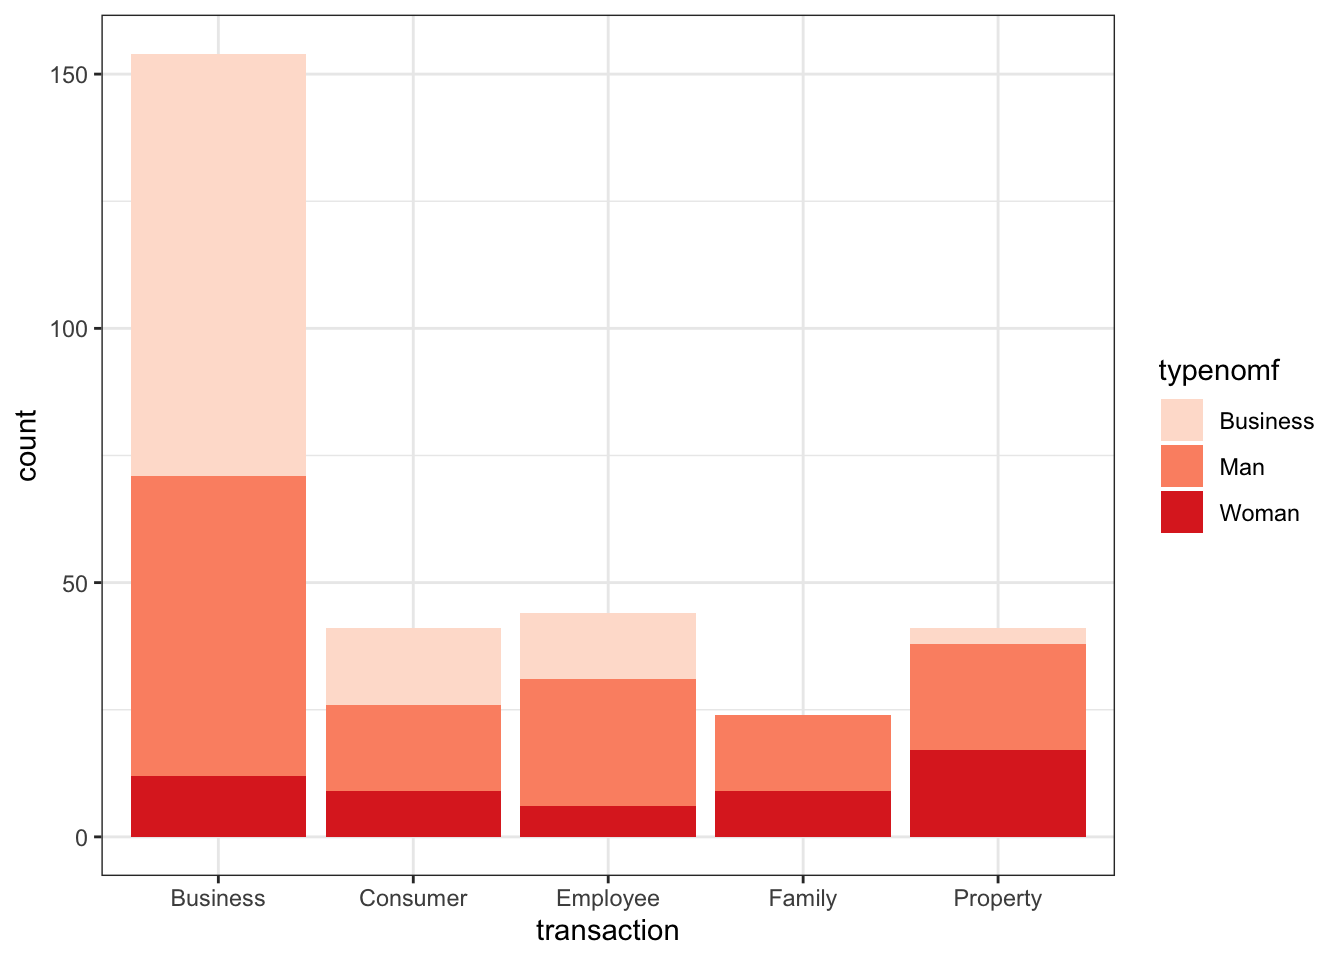 150
100
50
0
count
Business
Consumer
Employee
Family
Property
transaction
typenomf
Business
Man
Woman